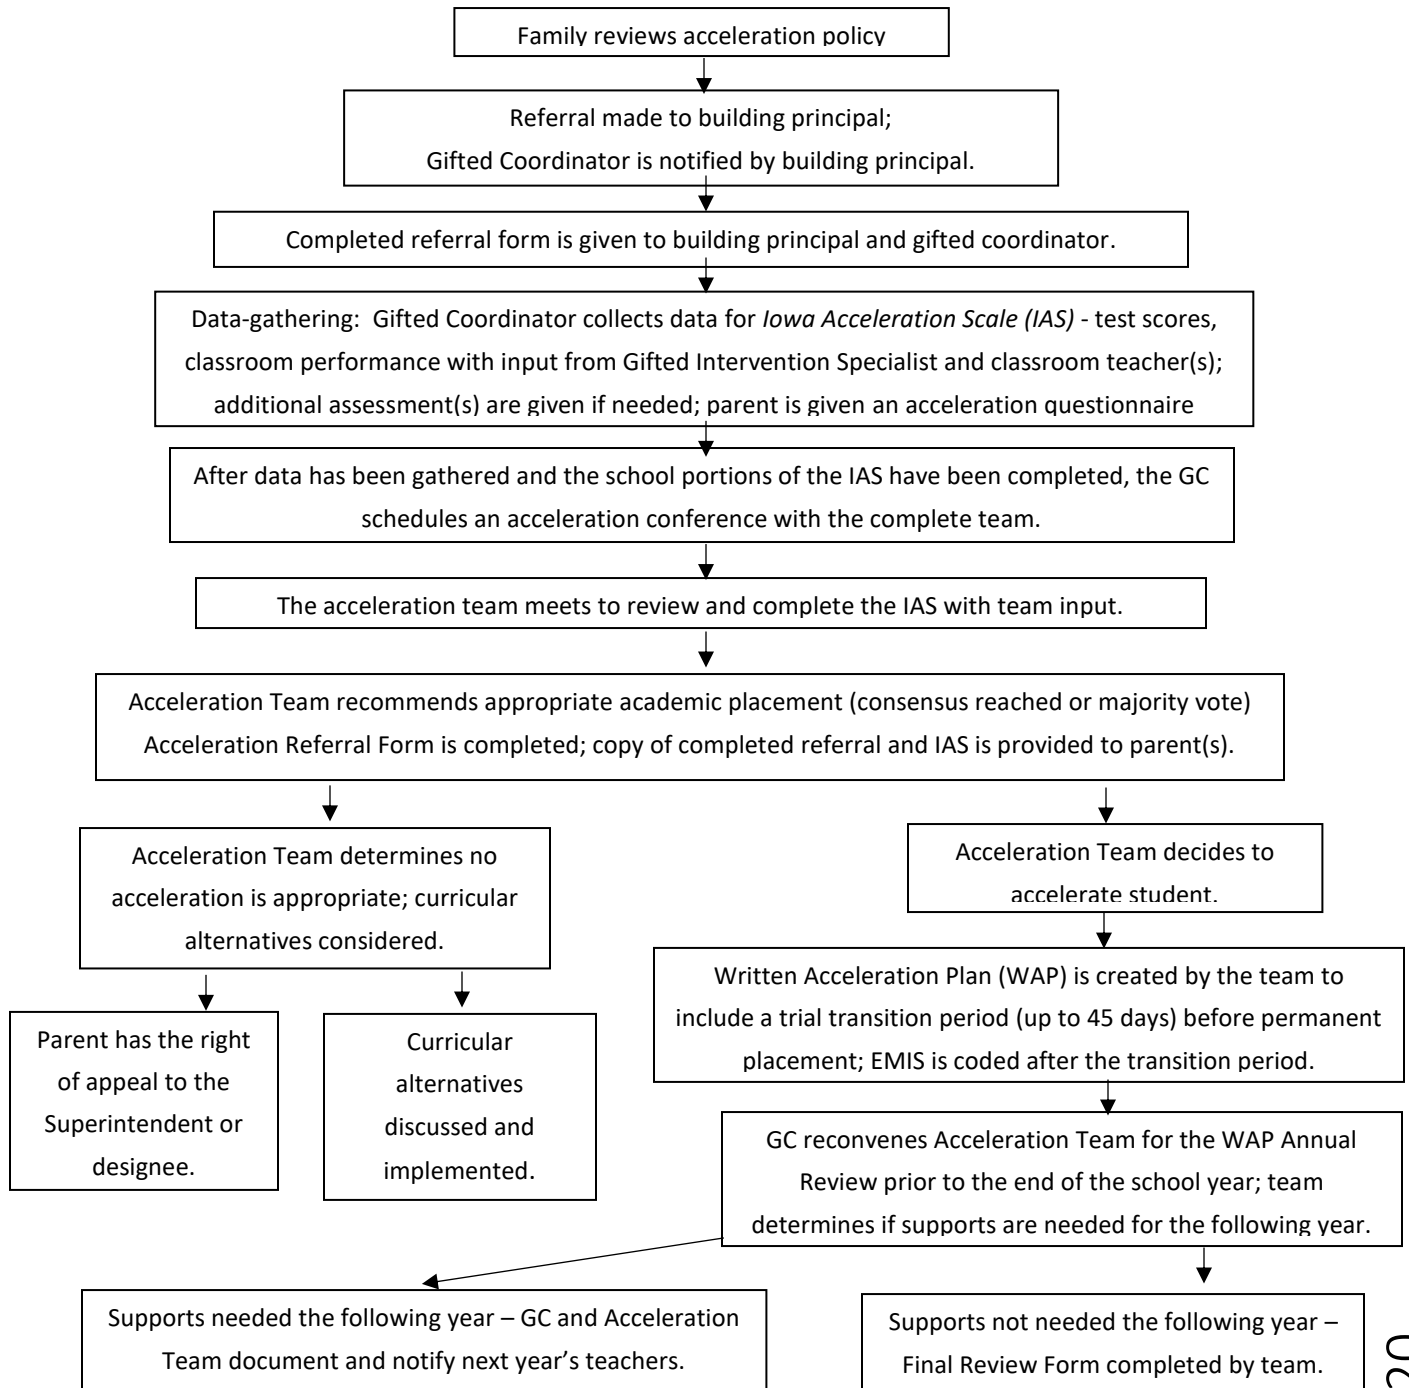 Family reviews acceleration policy
Referral made to building principal;
Gifted Coordinator is notified by building principal.
Completed referral form is given to building principal and gifted coordinator.
Data-gathering: Gifted Coordinator collects data for Iowa Acceleration Scale (IAS) - test scores,
classroom performance with input from Gifted Intervention Specialist and classroom teacher(s);
additional assessment(s) are given if needed; parent is given an acceleration questionnaire
After data has been gathered and the school portions of the IAS have been completed, the GC
schedules an acceleration conference with the complete team.
The acceleration team meets to review and complete the IAS with team input.
Acceleration Team recommends appropriate academic placement (consensus reached or majority vote)
Acceleration Referral Form is completed; copy of completed referral and IAS is provided to parent(s).
Acceleration Team determines no
acceleration is appropriate; curricular
alternatives considered.
Acceleration Team decides to
accelerate student.
Parent has the right
of appeal to the
Superintendent or
designee.
Curricular
alternatives
discussed and
implemented.
Written Acceleration Plan (WAP) is created by the team to
include a trial transition period (up to 45 days) before permanent
placement; EMIS is coded after the transition period.
GC reconvenes Acceleration Team for the WAP Annual
Review prior to the end of the school year; team
determines if supports are needed for the following year.
Supports needed the following year – GC and Acceleration
Team document and notify next year's teachers.
Supports not needed the following year –
Final Review Form completed by team.